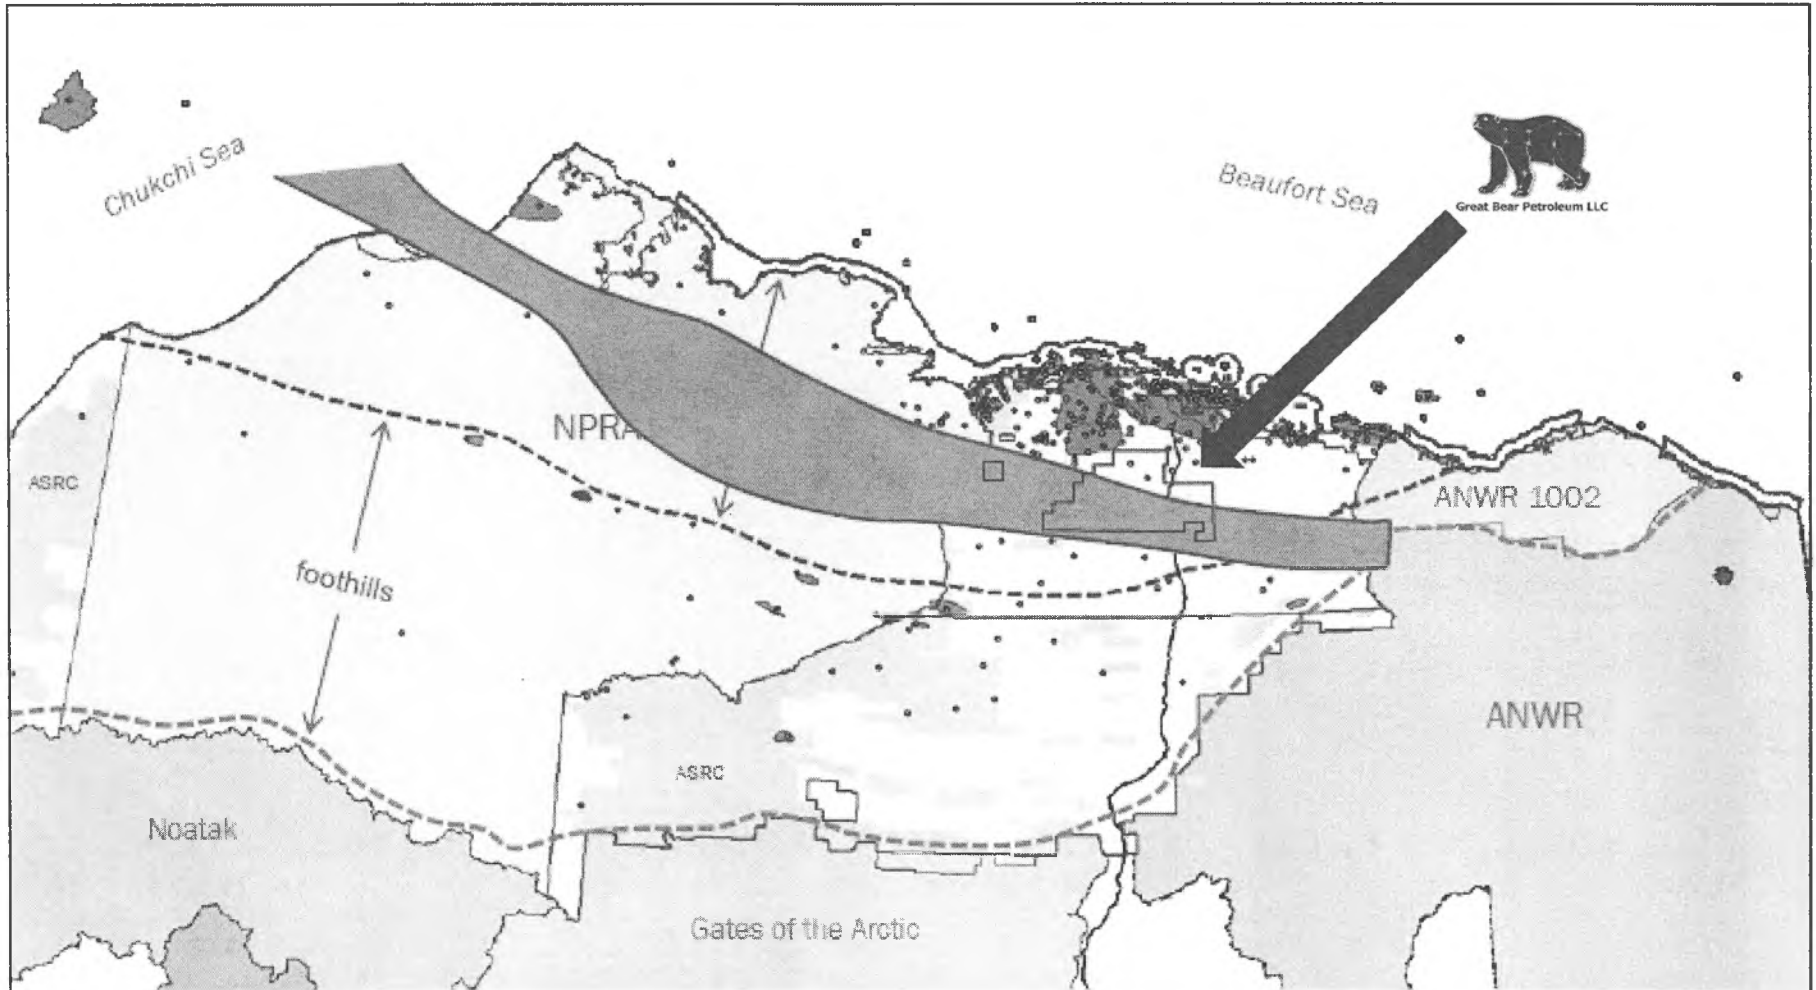 Chukchi Sea
Beaufort Sea
Great Bear Petroleum LLC
NPRA
ASRC
ANWR 1002
foothills
ANWR
ASRC
Noatak
Gates of the Arctic